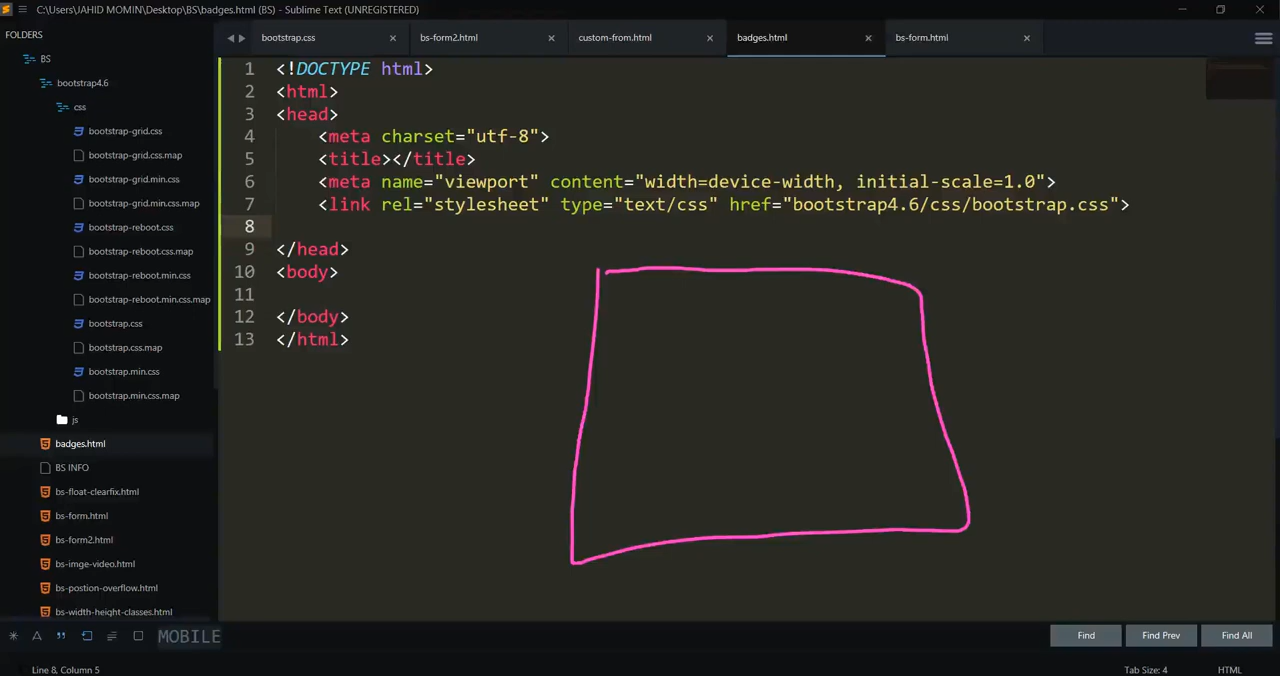 C:\Users\JAHID MOMIN\Desktop\BS\badges.html (BS) - Sublime Text (UNREGISTERED)
FOLDERS
BS
bootstrap4.6
css
bootstrap-grid.css
bootstrap-grid.css.map
bootstrap-grid.min.css
bootstrap-grid.min.css.map
bootstrap-reboot.css
bootstrap-reboot.css.map
bootstrap-reboot.min.css
bootstrap-reboot.min.css.map
bootstrap.css
bootstrap.css.map
bootstrap.min.css
bootstrap.min.css.map
js
badges.html
BS INFO
bs-float-clearfix.html
bs-form.html
bs-form2.html
bs-imge-video.html
bs-postion-overflow.html
bs-width-height-classes.html
bootstrap.css
bs-form2.html
custom-from.html
badges.html
bs-form.html
1 <!DOCTYPE html>
2 <html>
3 <head>
4 <meta charset="utf-8">
5 <title></title>
6 <meta name="viewport" content="width=device-width, initial-scale=1.0">
7 <link rel="stylesheet" type="text/css" href="bootstrap4.6/css/bootstrap.css">
8
9 </head>
10 <body>
11
12 </body>
13 </html>
MOBILE
Find
Find Prev
Find All
Line 8, Column 5
Tab Size: 4
HTML